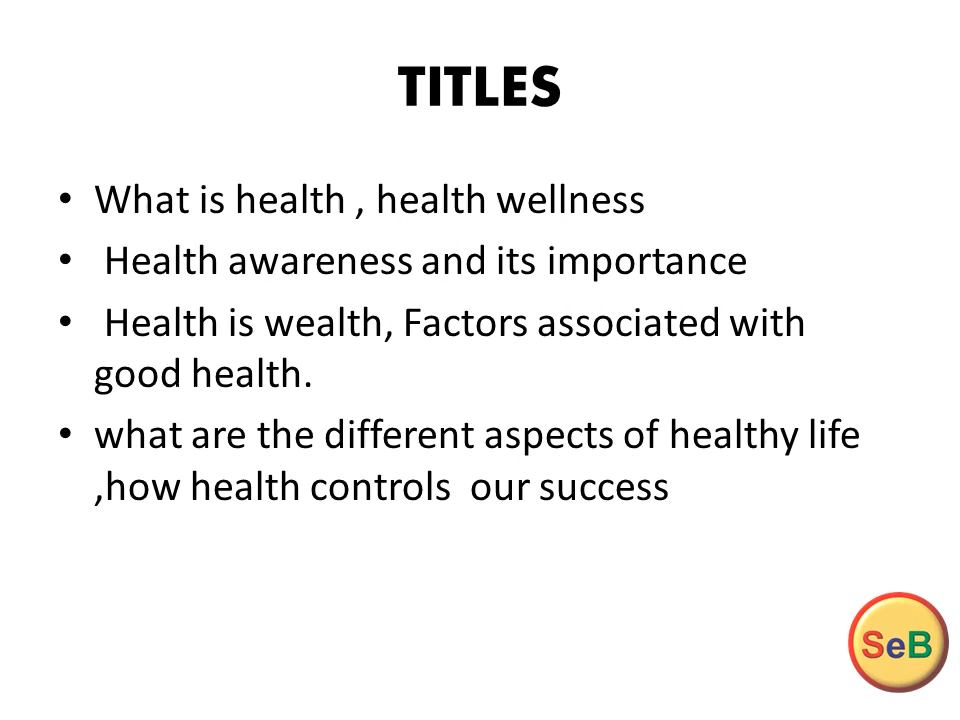 TITLES
• What is health , health wellness
• Health awareness and its importance
• Health is wealth, Factors associated with
good health.
• what are the different aspects of healthy life
,how health controls  our success
SeB